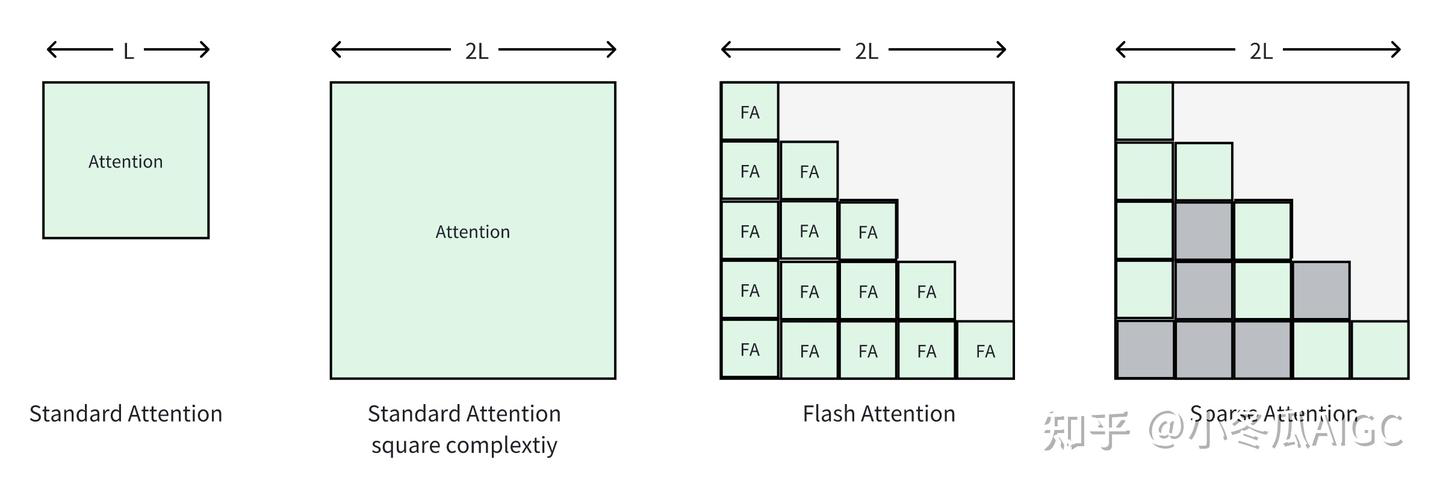 L
2L
2L
2L
Attention
Attention
FA
FA FA
FA FA FA
FA FA FA FA
FA FA FA FA FA
Standard Attention
Standard Attention
square complextiy
Flash Attention
Sparse Attention
知乎 @小冬瓜AIGC